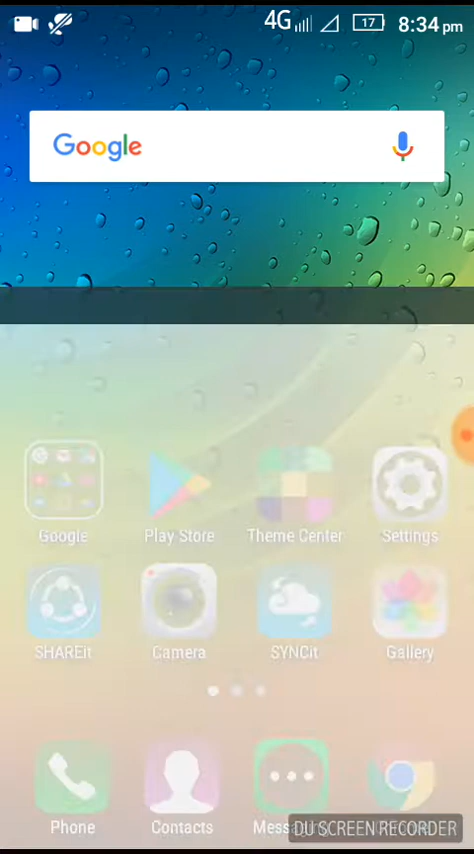 4G 17 8:34 pm
Google
Google Play Store Theme Center Settings
SHAREit Camera SYNCit Gallery
Phone Contacts Mess
DU SCREEN RECORDER